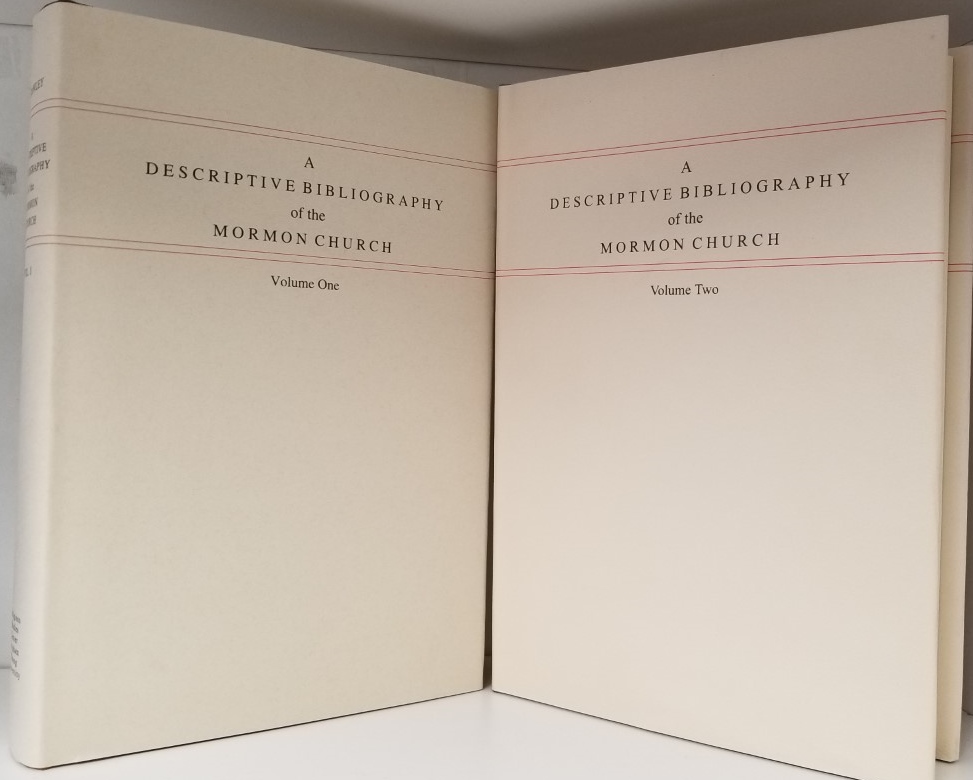 A
DESCRIPTIVE BIBLIOGRAPHY
of the
MORMON CHURCH
Volume One
A
DESCRIPTIVE BIBLIOGRAPHY
of the
MORMON CHURCH
Volume Two